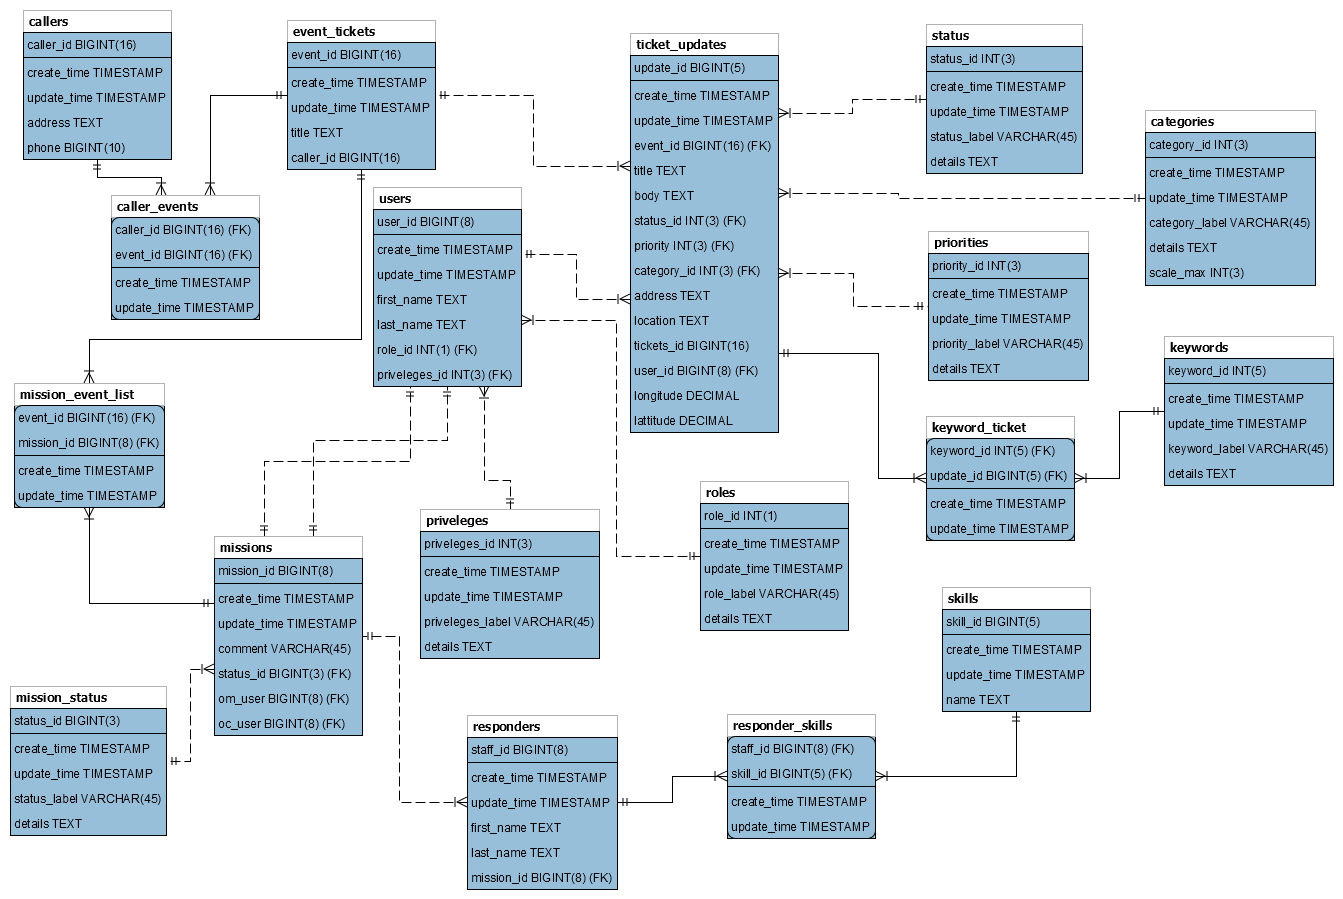 callers
caller_id BIGINT(16)
create_time TIMESTAMP
update_time TIMESTAMP
address TEXT
phone BIGINT(10)
event_tickets
event_id BIGINT(16)
create_time TIMESTAMP
update_time TIMESTAMP
title TEXT
caller_id BIGINT(16)
ticket_updates
update_id BIGINT(5)
create_time TIMESTAMP
update_time TIMESTAMP
event_id BIGINT(16) (FK)
title TEXT
body TEXT
status_id INT(3) (FK)
priority INT(3) (FK)
category_id INT(3) (FK)
address TEXT
location TEXT
tickets_id BIGINT(16)
user_id BIGINT(8) (FK)
longitude DECIMAL
lattitude DECIMAL
status
status_id INT(3)
create_time TIMESTAMP
update_time TIMESTAMP
status_label VARCHAR(45)
details TEXT
categories
category_id INT(3)
create_time TIMESTAMP
update_time TIMESTAMP
category_label VARCHAR(45)
details TEXT
scale_max INT(3)
caller_events
caller_id BIGINT(16) (FK)
event_id BIGINT(16) (FK)
create_time TIMESTAMP
update_time TIMESTAMP
users
user_id BIGINT(8)
create_time TIMESTAMP
update_time TIMESTAMP
first_name TEXT
last_name TEXT
role_id INT(1) (FK)
priveleges_id INT(3) (FK)
priorities
priority_id INT(3)
create_time TIMESTAMP
update_time TIMESTAMP
priority_label VARCHAR(45)
details TEXT
keywords
keyword_id INT(5)
create_time TIMESTAMP
update_time TIMESTAMP
keyword_label VARCHAR(45)
details TEXT
mission_event_list
event_id BIGINT(16) (FK)
mission_id BIGINT(8) (FK)
create_time TIMESTAMP
update_time TIMESTAMP
keyword_ticket
keyword_id INT(5) (FK)
update_id BIGINT(5) (FK)
create_time TIMESTAMP
update_time TIMESTAMP
missions
mission_id BIGINT(8)
create_time TIMESTAMP
update_time TIMESTAMP
comment VARCHAR(45)
status_id BIGINT(3) (FK)
om_user BIGINT(8) (FK)
oc_user BIGINT(8) (FK)
priveleges
priveleges_id INT(3)
create_time TIMESTAMP
update_time TIMESTAMP
priveleges_label VARCHAR(45)
details TEXT
roles
role_id INT(1)
create_time TIMESTAMP
update_time TIMESTAMP
role_label VARCHAR(45)
details TEXT
skills
skill_id BIGINT(5)
create_time TIMESTAMP
update_time TIMESTAMP
name TEXT
mission_status
status_id BIGINT(3)
create_time TIMESTAMP
update_time TIMESTAMP
status_label VARCHAR(45)
details TEXT
responders
staff_id BIGINT(8)
create_time TIMESTAMP
update_time TIMESTAMP
first_name TEXT
last_name TEXT
mission_id BIGINT(8) (FK)
responder_skills
staff_id BIGINT(8) (FK)
skill_id BIGINT(5) (FK)
create_time TIMESTAMP
update_time TIMESTAMP